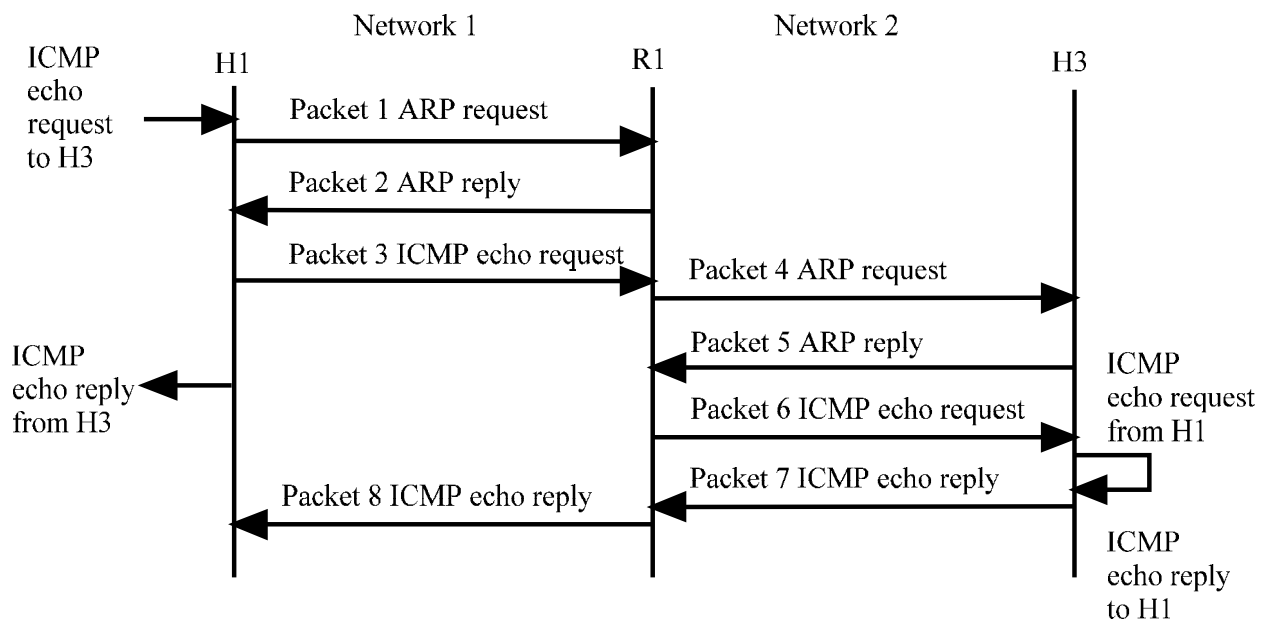 Network 1
Network 2
ICMP
echo
request
to H3
H1
R1
H3
Packet 1 ARP request
Packet 2 ARP reply
Packet 3 ICMP echo request
Packet 4 ARP request
Packet 5 ARP reply
ICMP
echo reply
from H3
ICMP
echo request
from H1
Packet 6 ICMP echo request
Packet 7 ICMP echo reply
Packet 8 ICMP echo reply
ICMP
echo reply
to H1